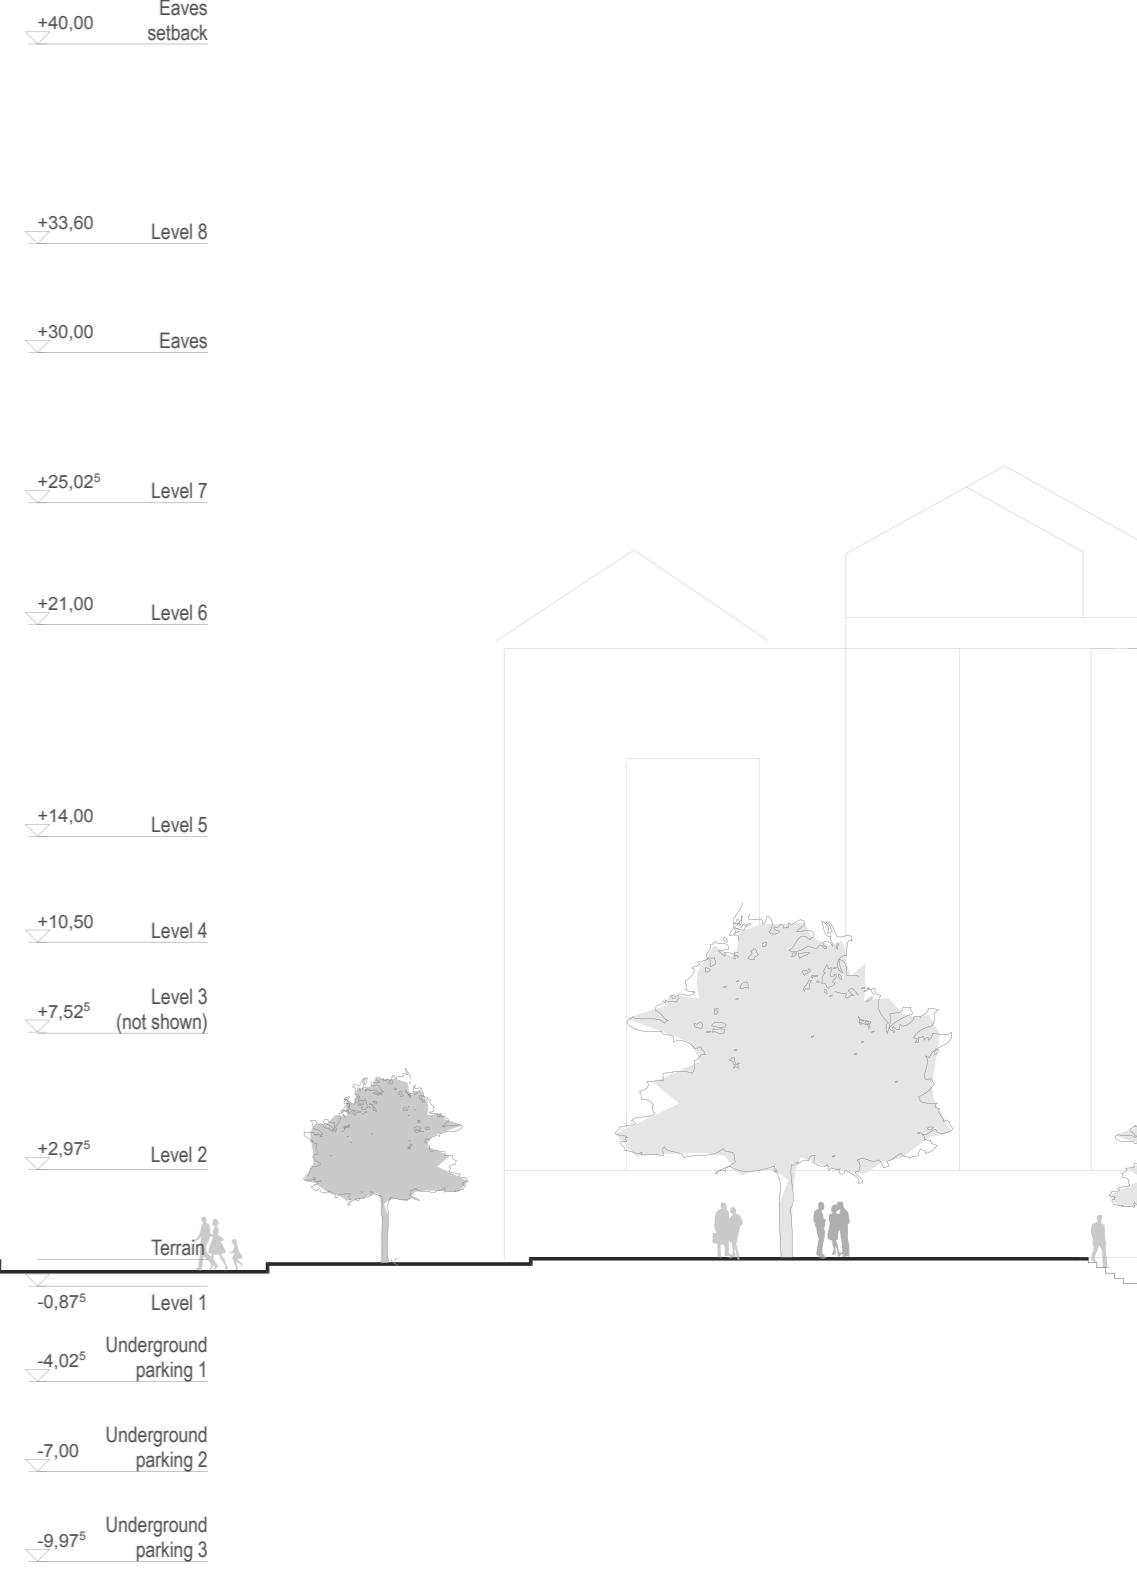 Eaves
+40,00
setback
+33,60
Level 8
+30,00
Eaves
+25,02⁵
Level 7
+21,00
Level 6
+14,00
Level 5
+10,50
Level 4
Level 3
+7,52⁵
(not shown)
+2,97⁵
Level 2
Terrain
-0,87⁵
Level 1
Underground
-4,02⁵
parking 1
Underground
-7,00
parking 2
Underground
-9,97⁵
parking 3